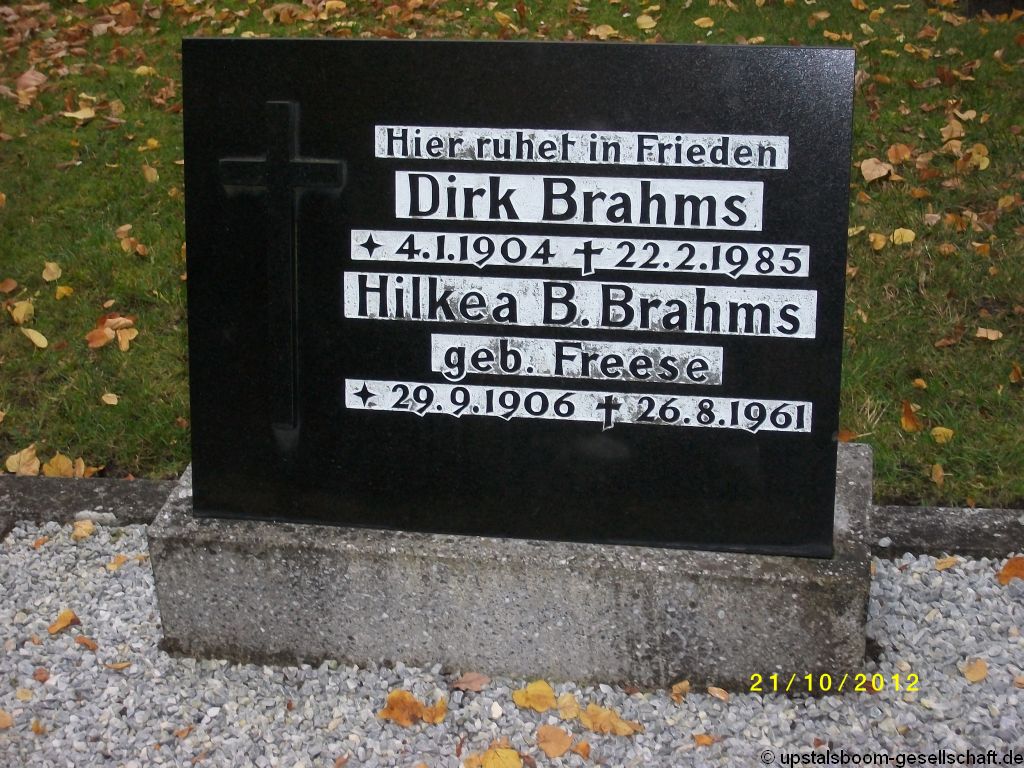 Hier ruhet in Frieden
Dirk Brahms
✦ 4.1.1904 ✝ 22.2.1985
Hilkea B. Brahms
geb. Freese
✦ 29.9.1906 ✝ 26.8.1961
21/10/2012
© upstalsboom-gesellschaft.de